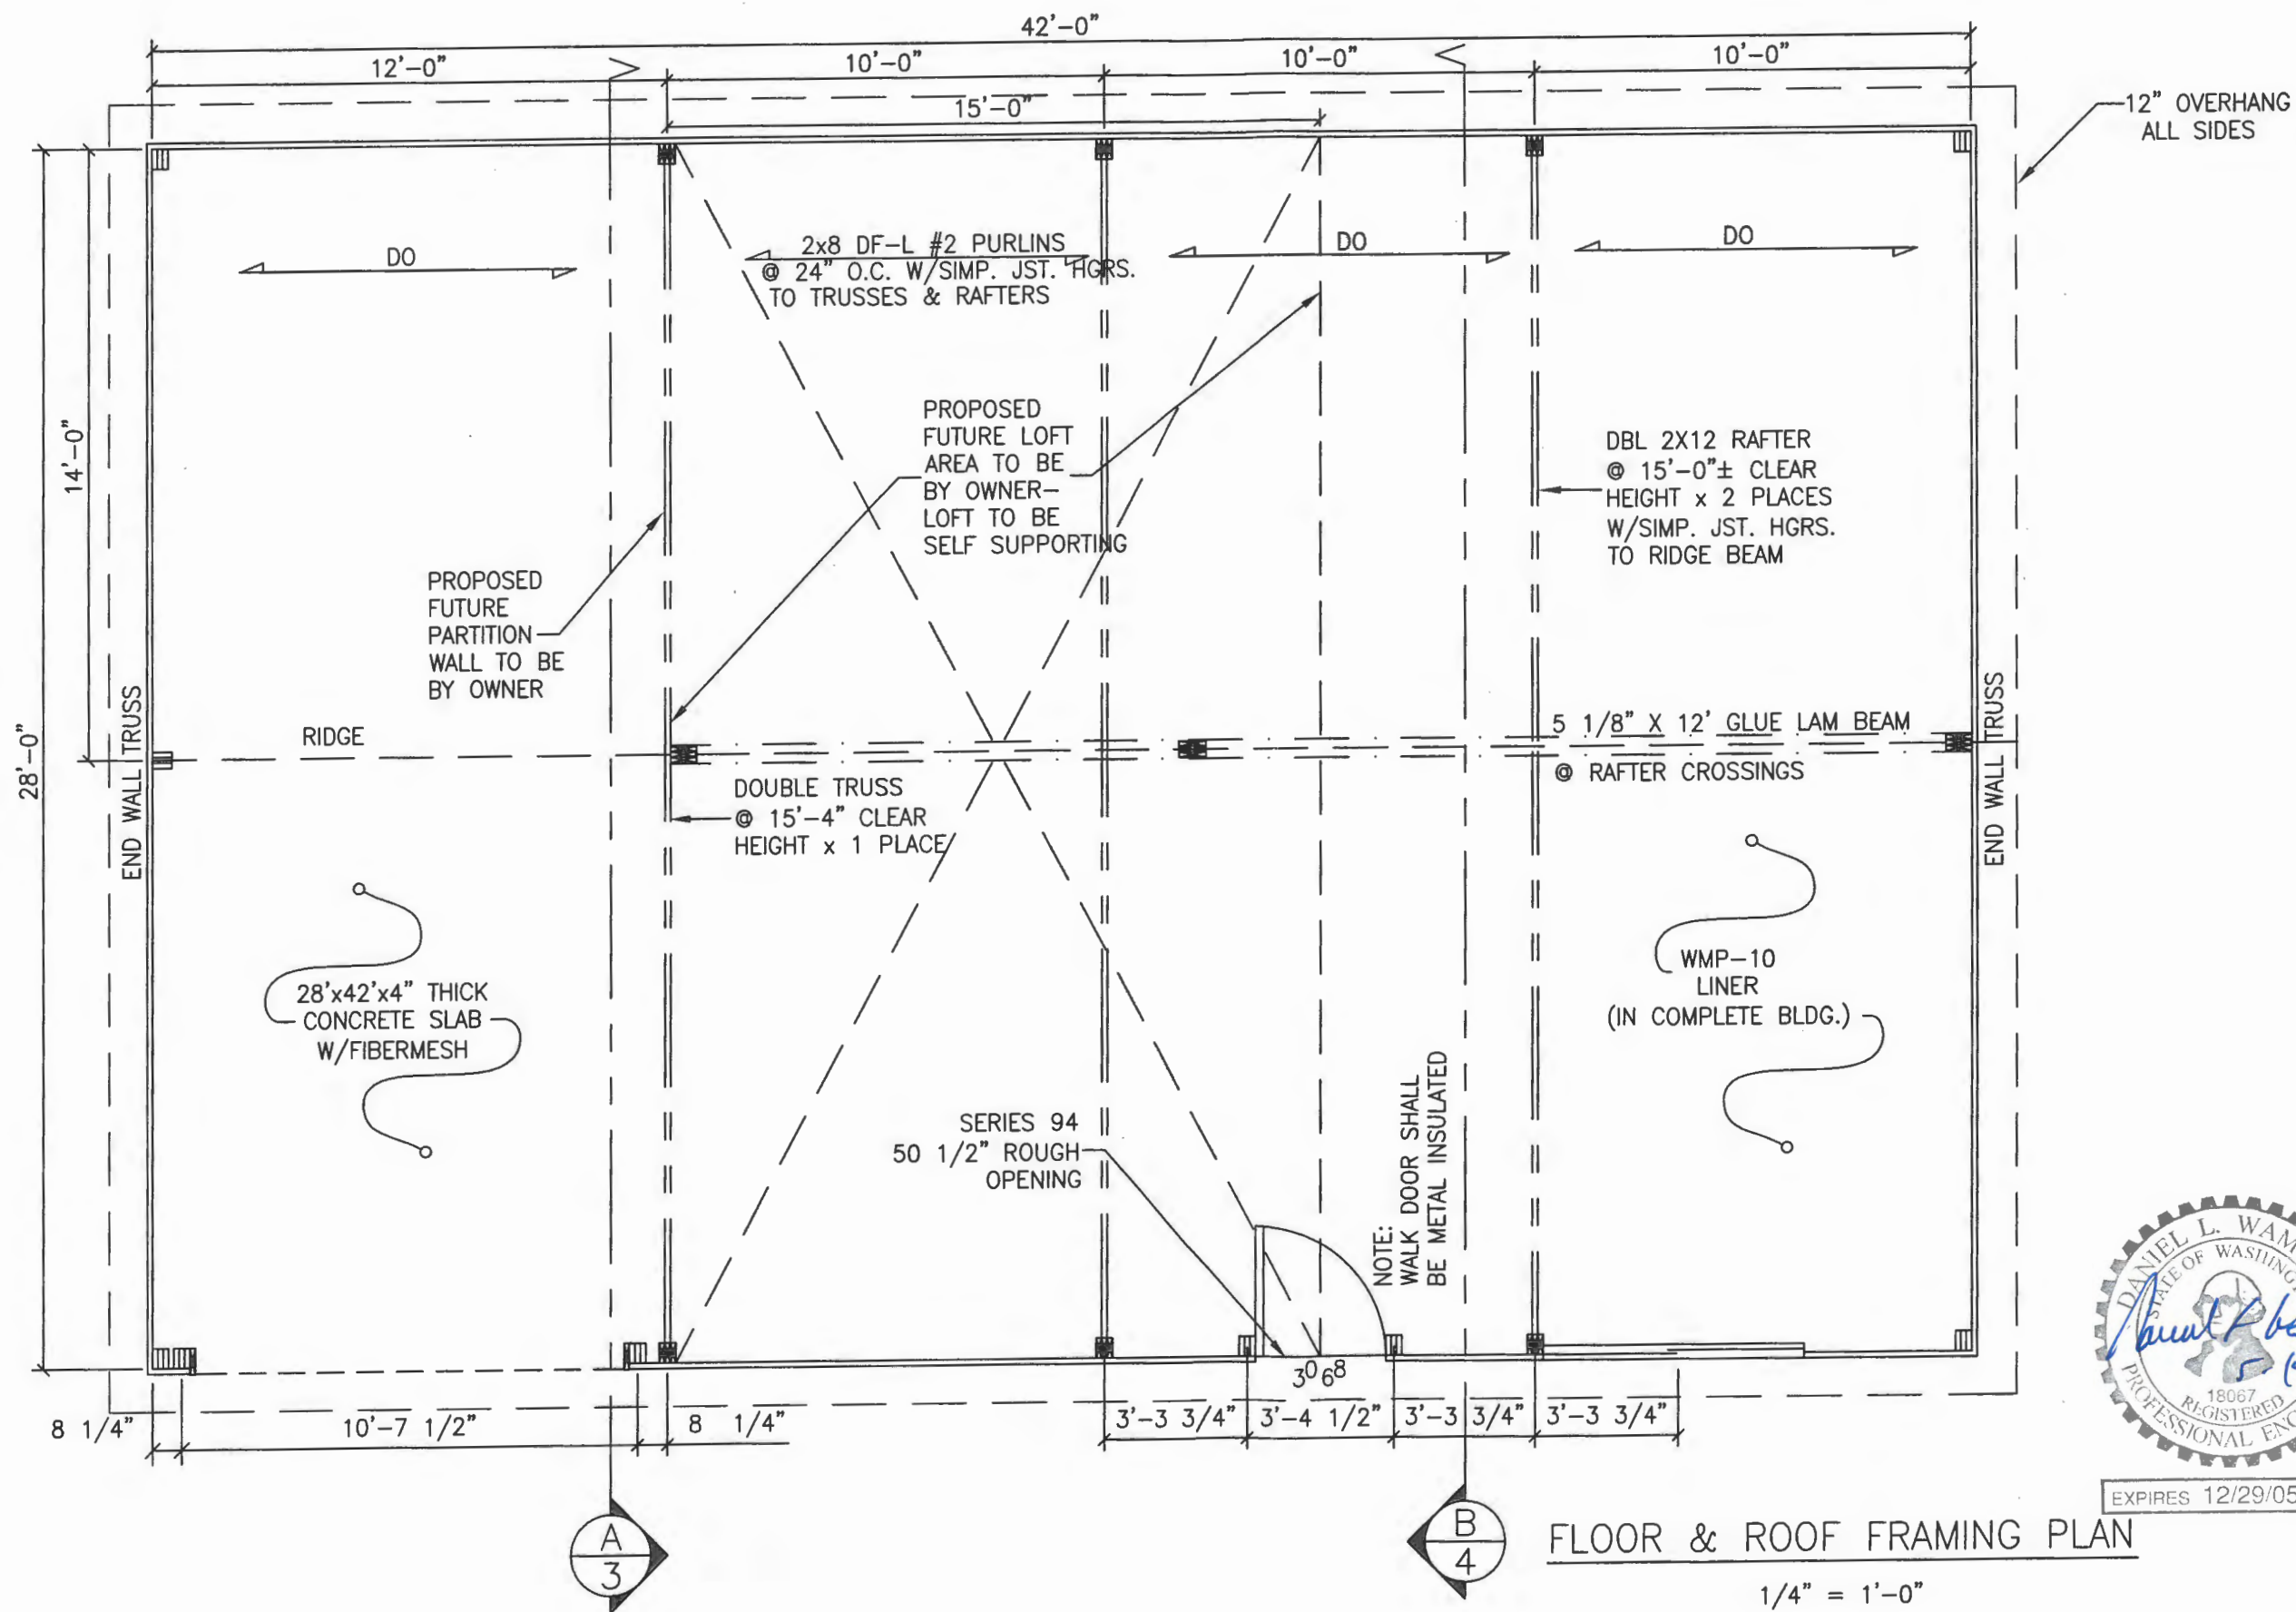 42'-0"
12'-0"
10'-0"
10'-0"
10'-0"
15'-0"
12" OVERHANG
ALL SIDES
DO
2x8 DF-L #2 PURLINS
@ 24" O.C. W/SIMP. JST. HGRS.
TO TRUSSES & RAFTERS
DO
DO
14'-0"
28'-0"
PROPOSED
FUTURE LOFT
AREA TO BE
BY OWNER-
LOFT TO BE
SELF SUPPORTING
DBL 2X12 RAFTER
@ 15'-0"± CLEAR
HEIGHT x 2 PLACES
W/SIMP. JST. HGRS.
TO RIDGE BEAM
PROPOSED
FUTURE
PARTITION
WALL TO BE
BY OWNER
END WALL TRUSS
RIDGE
5 1/8" X 12' GLUE LAM BEAM
@ RAFTER CROSSINGS
END WALL TRUSS
DOUBLE TRUSS
@ 15'-4" CLEAR
HEIGHT x 1 PLACE
28'x42'x4" THICK
CONCRETE SLAB
W/FIBERMESH
WMP-10
LINER
(IN COMPLETE BLDG.)
SERIES 94
50 1/2" ROUGH
OPENING
NOTE:
WALK DOOR SHALL
BE METAL INSULATED
3068
8 1/4"
10'-7 1/2"
8 1/4"
3'-3 3/4"
3'-4 1/2"
3'-3 3/4"
3'-3 3/4"
DANIEL L.
STATE OF
18067
REGISTERED
PROFESSIONAL
EXPIRES 12/29/05
A
3
B
4
FLOOR & ROOF FRAMING PLAN
1/4" = 1'-0"